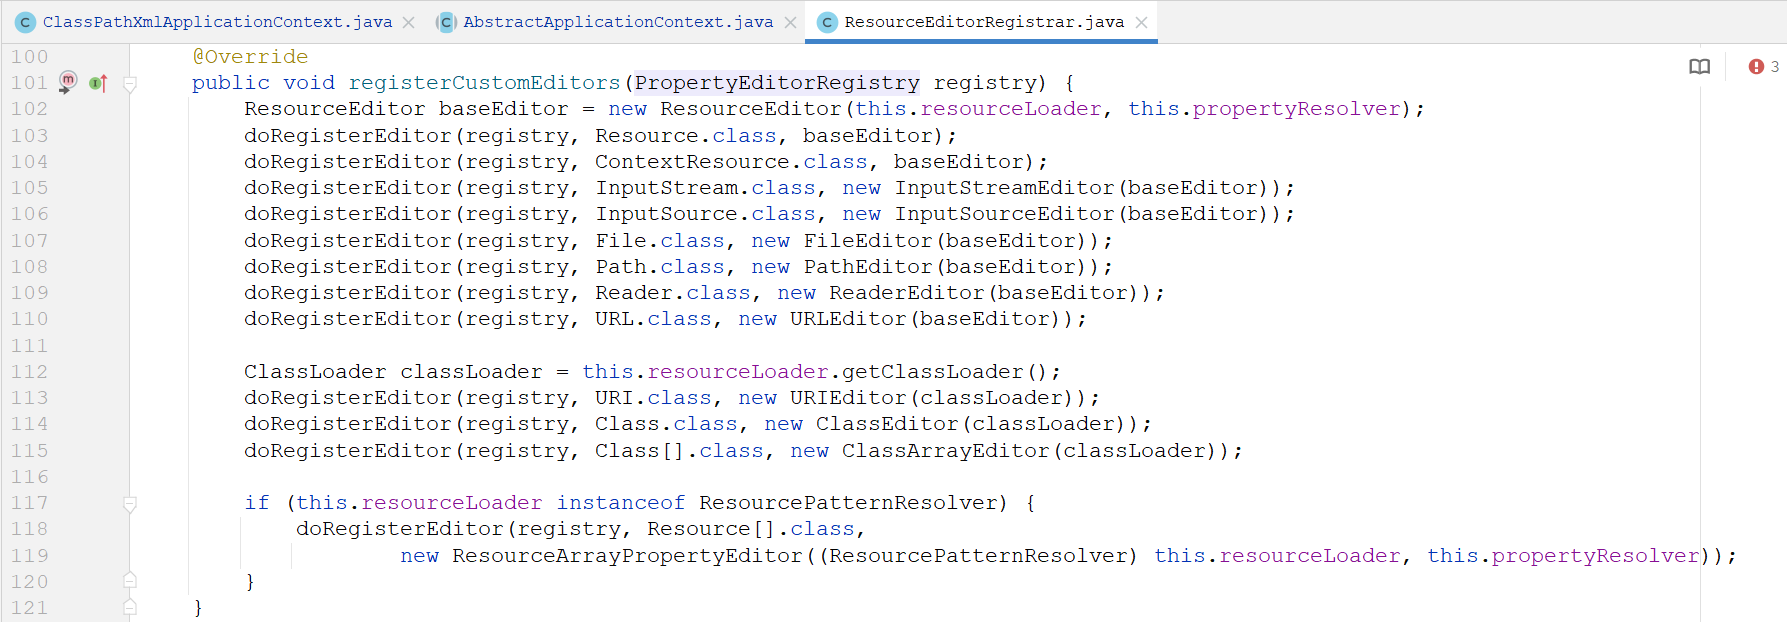 C ClassPathXmlApplicationContext.java C AbstractApplicationContext.java C ResourceEditorRegistrar.java
100 @Override
101 m I public void registerCustomEditors(PropertyEditorRegistry registry) { 3
102 ResourceEditor baseEditor = new ResourceEditor(this.resourceLoader, this.propertyResolver);
103 doRegisterEditor(registry, Resource.class, baseEditor);
104 doRegisterEditor(registry, ContextResource.class, baseEditor);
105 doRegisterEditor(registry, InputStream.class, new InputStreamEditor(baseEditor));
106 doRegisterEditor(registry, InputSource.class, new InputSourceEditor(baseEditor));
107 doRegisterEditor(registry, File.class, new FileEditor(baseEditor));
108 doRegisterEditor(registry, Path.class, new PathEditor(baseEditor));
109 doRegisterEditor(registry, Reader.class, new ReaderEditor(baseEditor));
110 doRegisterEditor(registry, URL.class, new URLEditor(baseEditor));
111
112 ClassLoader classLoader = this.resourceLoader.getClassLoader();
113 doRegisterEditor(registry, URI.class, new URIEditor(classLoader));
114 doRegisterEditor(registry, Class.class, new ClassEditor(classLoader));
115 doRegisterEditor(registry, Class[].class, new ClassArrayEditor(classLoader));
116
117 if (this.resourceLoader instanceof ResourcePatternResolver) {
118 doRegisterEditor(registry, Resource[].class,
119 new ResourceArrayPropertyEditor((ResourcePatternResolver) this.resourceLoader, this.propertyResolver));
120 }
121 }